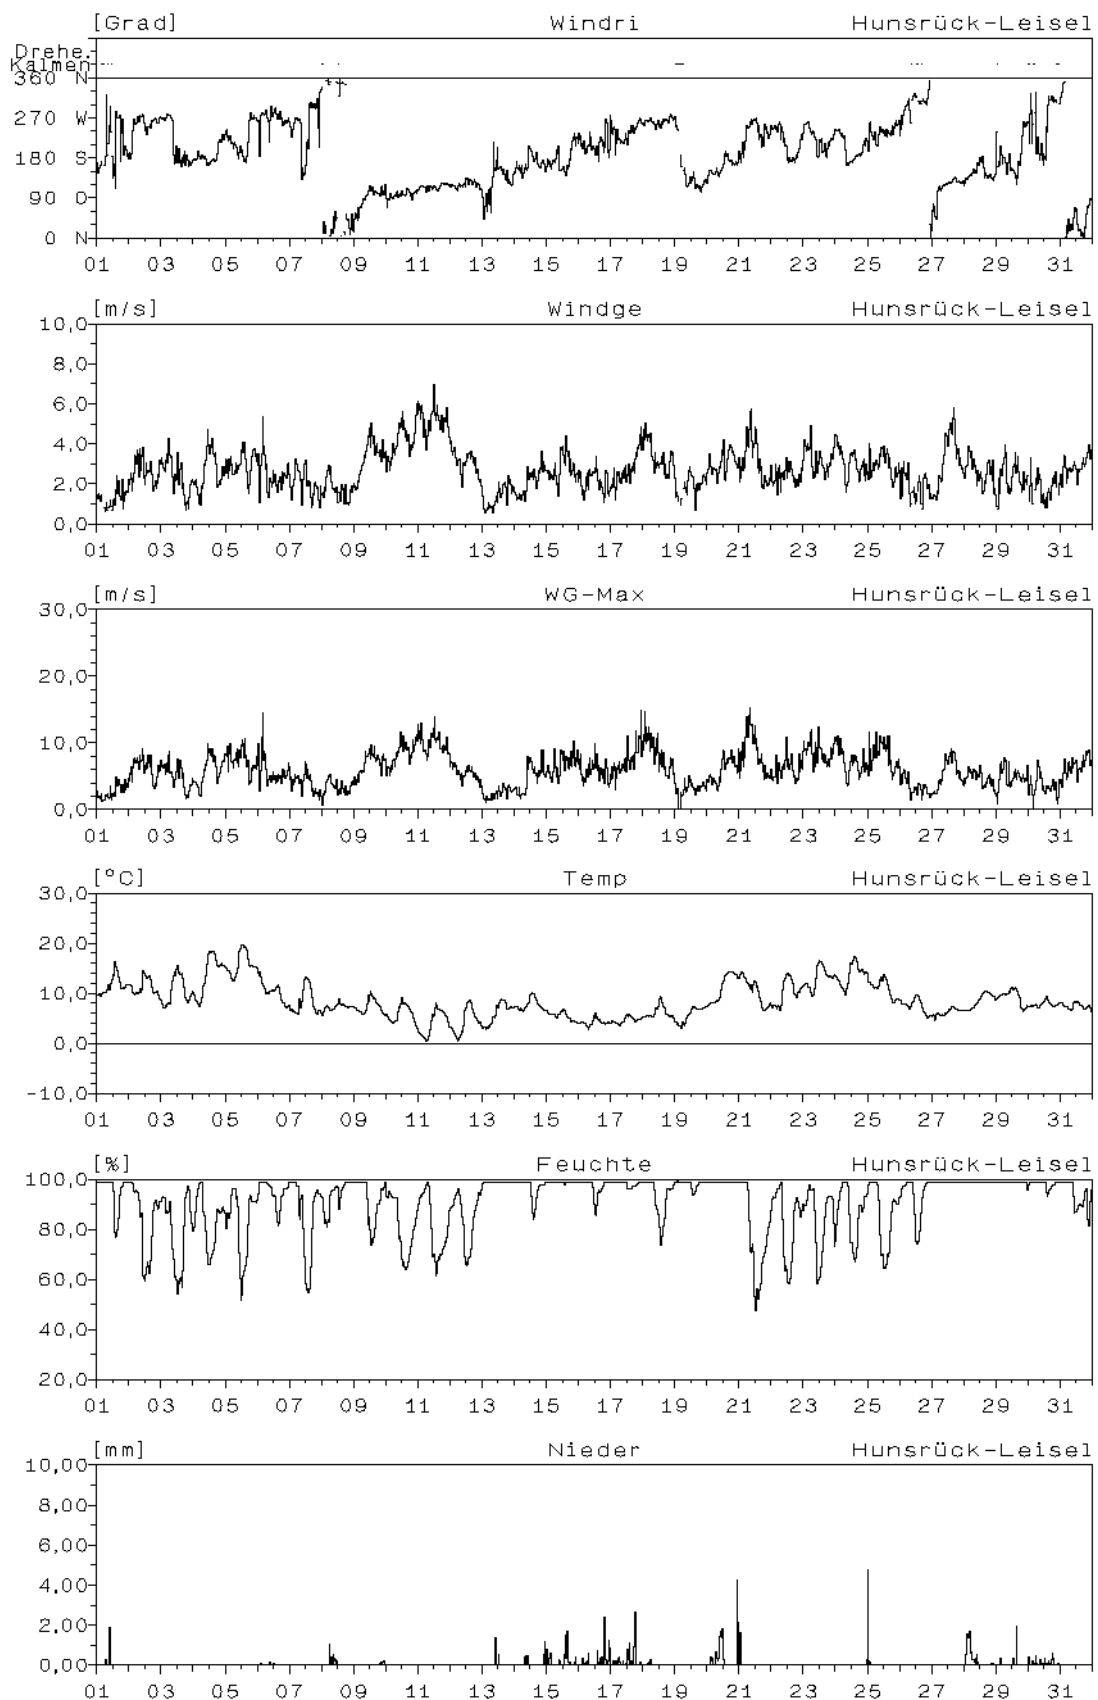 [Grad] Windri Hunsrück-Leisel
Drehe.
Kalmen
360 N
270 W
180 S
90 O
0 N
01 03 05 07 09 11 13 15 17 19 21 23 25 27 29 31
[m/s] Windge Hunsrück-Leisel
10,0
8,0
6,0
4,0
2,0
0,0
01 03 05 07 09 11 13 15 17 19 21 23 25 27 29 31
[m/s] WG-Max Hunsrück-Leisel
30,0
20,0
10,0
0,0
01 03 05 07 09 11 13 15 17 19 21 23 25 27 29 31
[°C] Temp Hunsrück-Leisel
30,0
20,0
10,0
0,0
-10,0
01 03 05 07 09 11 13 15 17 19 21 23 25 27 29 31
[%] Feuchte Hunsrück-Leisel
100,0
80,0
60,0
40,0
20,0
01 03 05 07 09 11 13 15 17 19 21 23 25 27 29 31
[mm] Nieder Hunsrück-Leisel
10,00
8,00
6,00
4,00
2,00
0,00
01 03 05 07 09 11 13 15 17 19 21 23 25 27 29 31